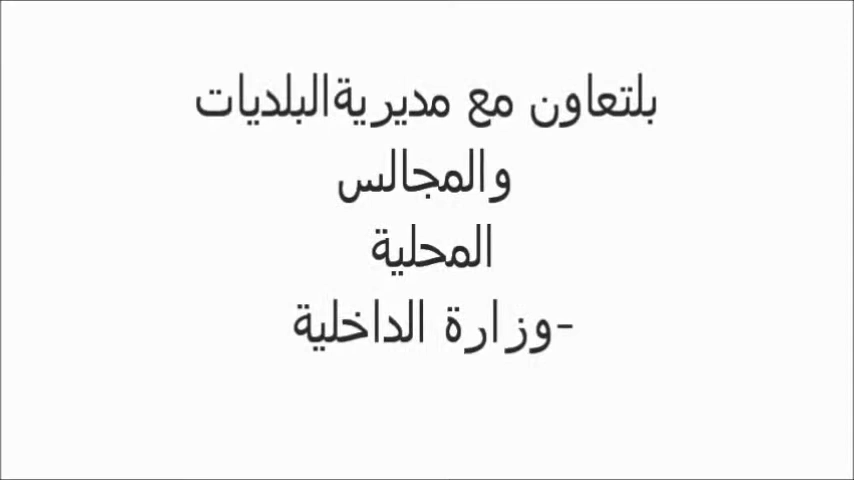 بلتعاون مع مديريةالبلديات
والمجالس
المحلية
-وزارة الداخلية